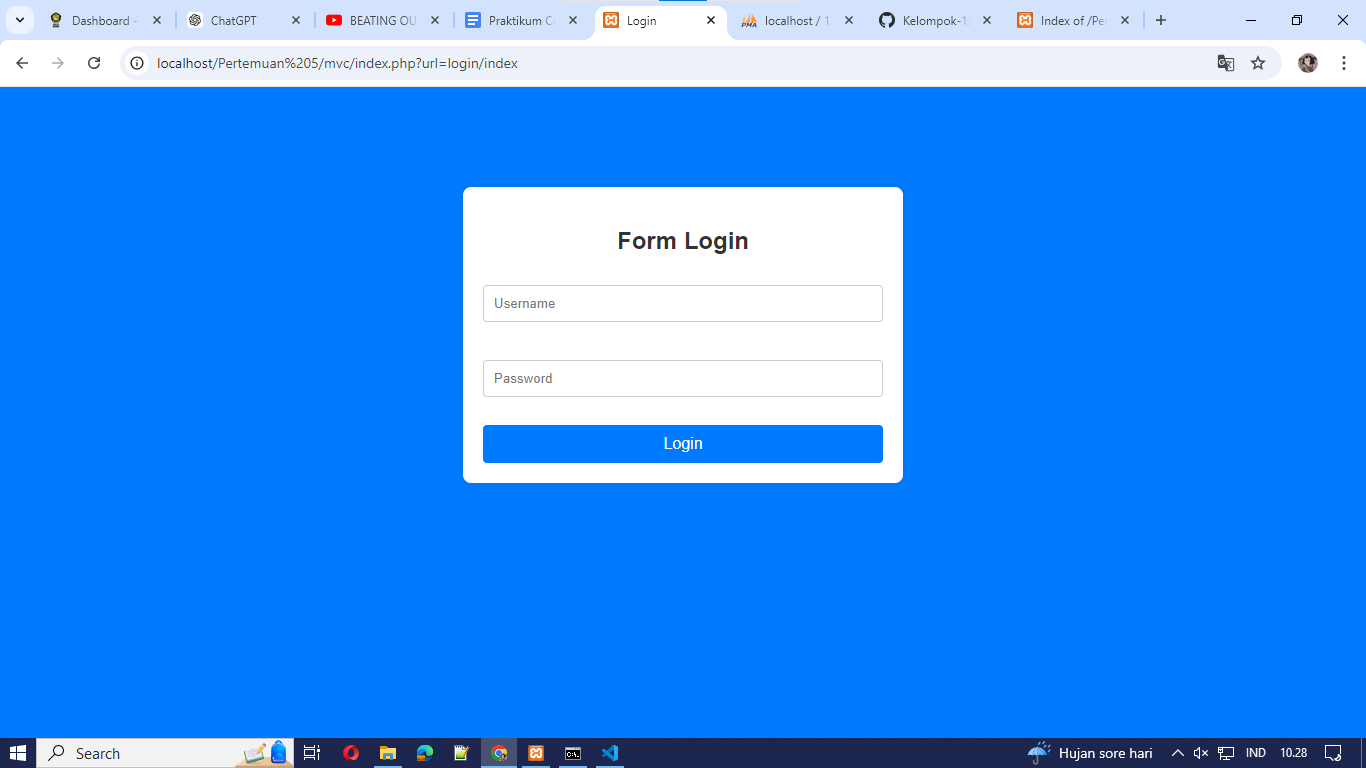 Dashboard -
ChatGPT
BEATING OU
Praktikum Co
Login
localhost / 1
Kelompok-1
Index of /Per
localhost/Pertemuan%205/mvc/index.php?url=login/index
Form Login
Username
Password
Login
Search
Hujan sore hari
IND
10.28